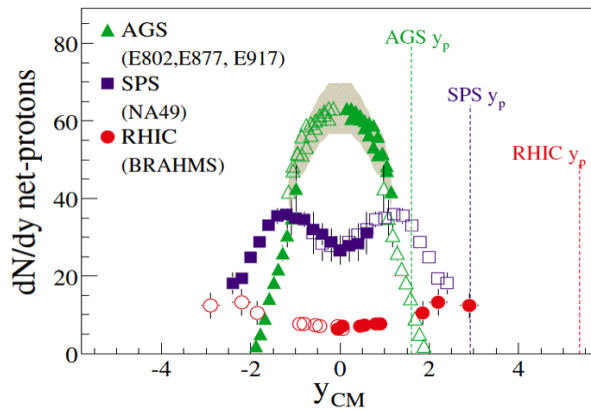 AGS
(E802,E877, E917)
SPS
(NA49)
RHIC
(BRAHMS)
AGS y_p
SPS y_p
RHIC y_p
dN/dy net-protons
80
60
40
20
0
-4
-2
0
2
4
y_CM